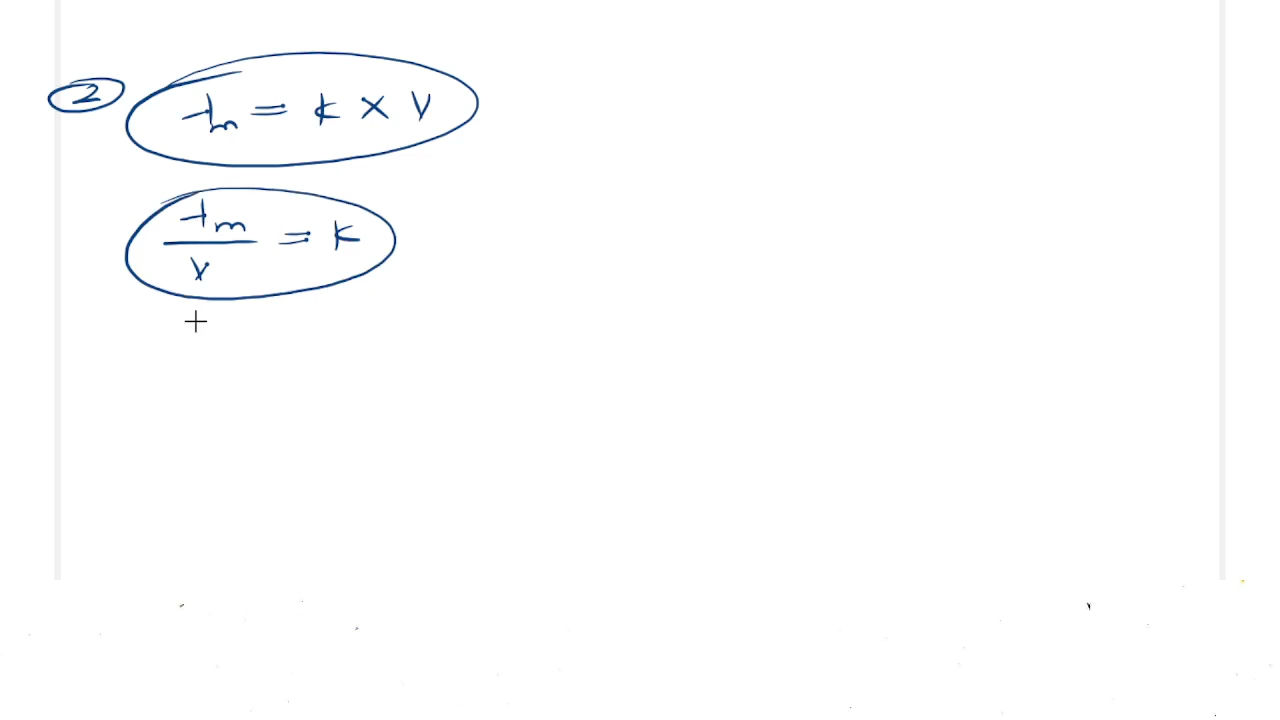 ② tm = k × V
tm/V = k